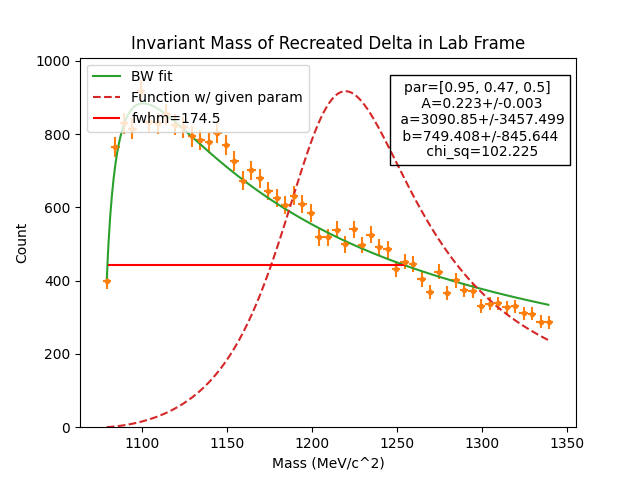 Invariant Mass of Recreated Delta in Lab Frame
BW fit
Function w/ given param
fwhm=174.5
par=[0.95, 0.47, 0.5]
A=0.223+/-0.003
a=3090.85+/-3457.499
b=749.408+/-845.644
chi_sq=102.225
Count
1000
800
600
400
200
0
1100 1150 1200 1250 1300 1350
Mass (MeV/c^2)